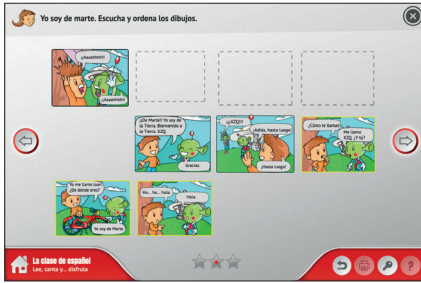 Yo soy de marte. Escucha y ordena los dibujos.
¡¡Aaaahhh!!!
¡¡Aaaahhh!!!
¡De Marte!! Yo soy de
la Tierra. Bienvenido a
la Tierra, XZQ.
Gracias.
¡¡¡XZQ!!!
¡Adiós, hasta luego!
¡Hasta luego!
¿Cómo te llamas?
Me llamo
XZQ. ¿Y tú?
Yo me llamo Juan.
¿De dónde eres?
Yo soy de Marte.
Ho... ho... hola.
Hola.
La clase de español
Lee, canta y... disfruta
?